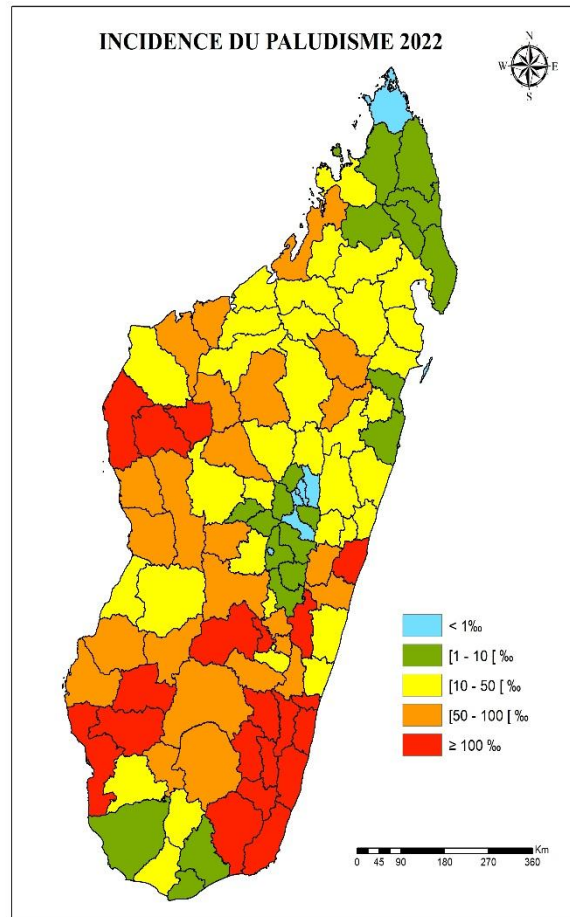 INCIDENCE DU PALUDISME 2022
N
W E
S
< 1‰
[1 - 10 [ ‰
[10 - 50 [ ‰
[50 - 100 [ ‰
≥ 100 ‰
Km
0 45 90 180 270 360